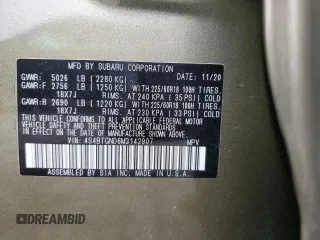 MFD. BY SUBARU CORPORATION DATE: 11/20
GVWR: 5026 LB (2280 KG)
GAWR:F 2756 LB (1250 KG) WITH 225/60R18 100H TIRES,
18X7J RIMS, AT 240 KPA (35 PSI) COLD
GAWR:R 2690 LB (1220 KG) WITH 225/60R18 100H TIRES,
18X7J RIMS, AT 230 KPA (33 PSI) COLD
THIS VEHICLE CONFORMS TO ALL APPLICABLE
FEDERAL MOTOR VEHICLE SAFETY AND
THEFT PREVENTION STANDARDS IN EFFECT ON
THE DATE OF MANUFACTURE SHOWN ABOVE.
VIN: 4S4BTGND6M3142907 MPV
ASSEMBLED BY SIA MADE IN U.S.A.
DREAMBID